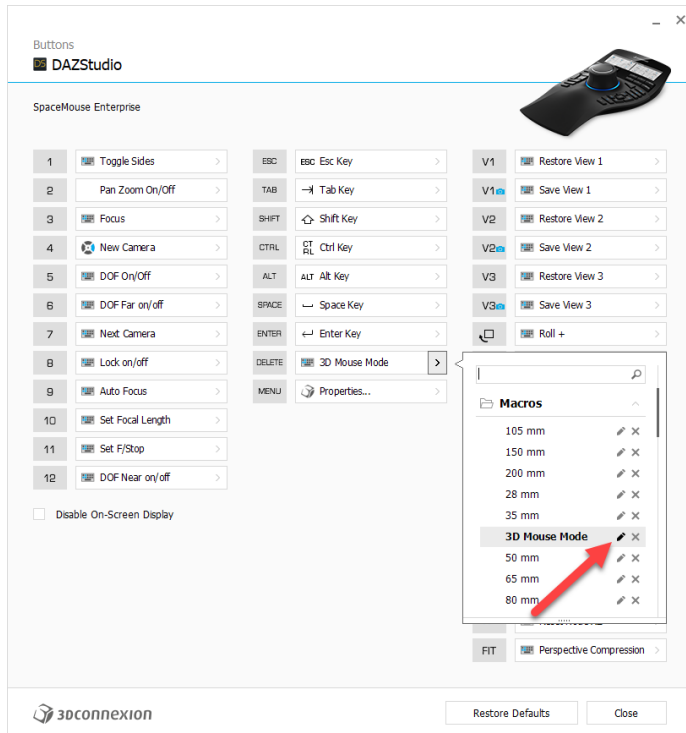 Buttons
DS DAZStudio
SpaceMouse Enterprise
1 Toggle Sides
2 Pan Zoom On/Off
3 Focus
4 New Camera
5 DOF On/Off
6 DOF Far on/off
7 Next Camera
8 Lock on/off
9 Auto Focus
10 Set Focal Length
11 Set F/Stop
12 DOF Near on/off
Disable On-Screen Display
ESC ESC Esc Key
TAB Tab Key
SHIFT Shift Key
CTRL CT RL Ctrl Key
ALT ALT Alt Key
SPACE Space Key
ENTER Enter Key
DELETE 3D Mouse Mode
MENU Properties...
V1 Restore View 1
V1 Save View 1
V2 Restore View 2
V2 Save View 2
V3 Restore View 3
V3 Save View 3
Roll +
Macros
105 mm
150 mm
200 mm
28 mm
35 mm
3D Mouse Mode
50 mm
65 mm
80 mm
FIT Perspective Compression
3Dconnexion
Restore Defaults
Close